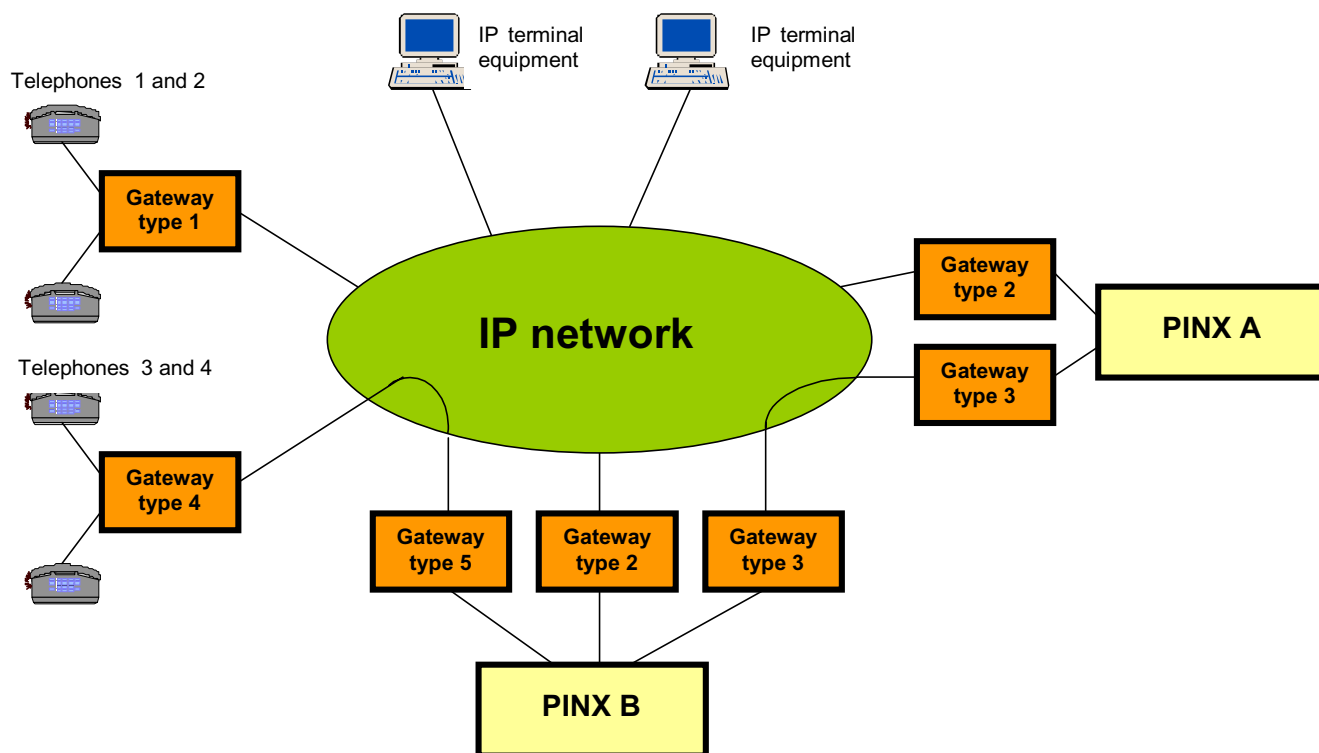 IP terminal
equipment
IP terminal
equipment
Telephones 1 and 2
Gateway
type 1
Gateway
type 2
IP network
PINX A
Gateway
type 3
Telephones 3 and 4
Gateway
type 4
Gateway
type 5
Gateway
type 2
Gateway
type 3
PINX B